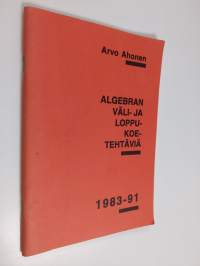 Arvo Ahonen
ALGEBRAN
VÄLI- JA
LOPPU-
KOE-
TEHTÄVIÄ
1983-91